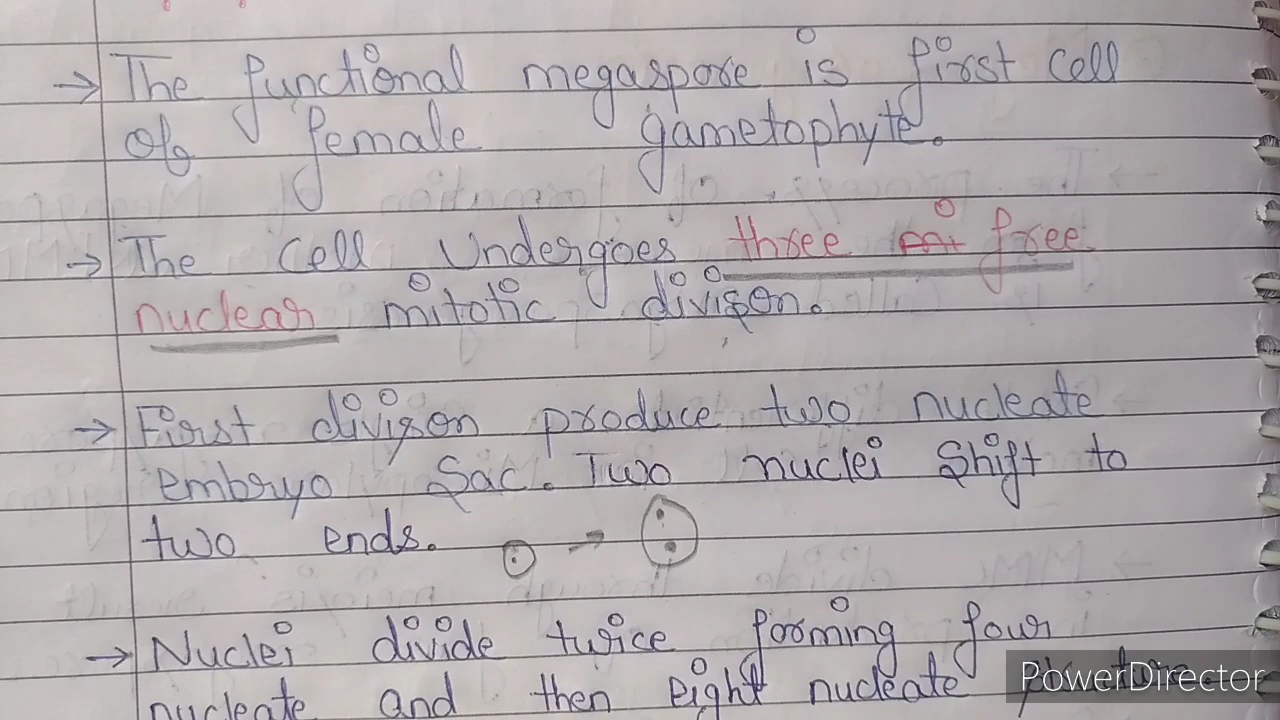 → The functional megaspore is first cell
of female gametophyte.
→ The cell Undergoes three free
nuclear mitotic divison.
→ First divison produce two nucleate
embryo Sac. Two nuclei Shift to
two ends.
→ Nuclei divide twice forming four
nucleate and then eight nucleate
PowerDirector